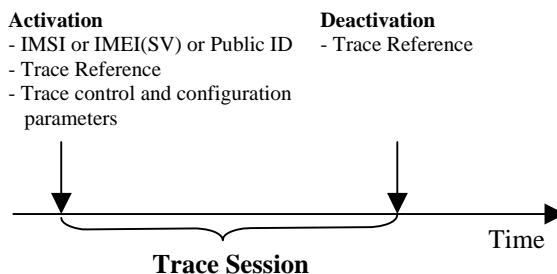 Activation
- IMSI or IMEI(SV) or Public ID
- Trace Reference
- Trace control and configuration
parameters
Deactivation
- Trace Reference
Time
Trace Session